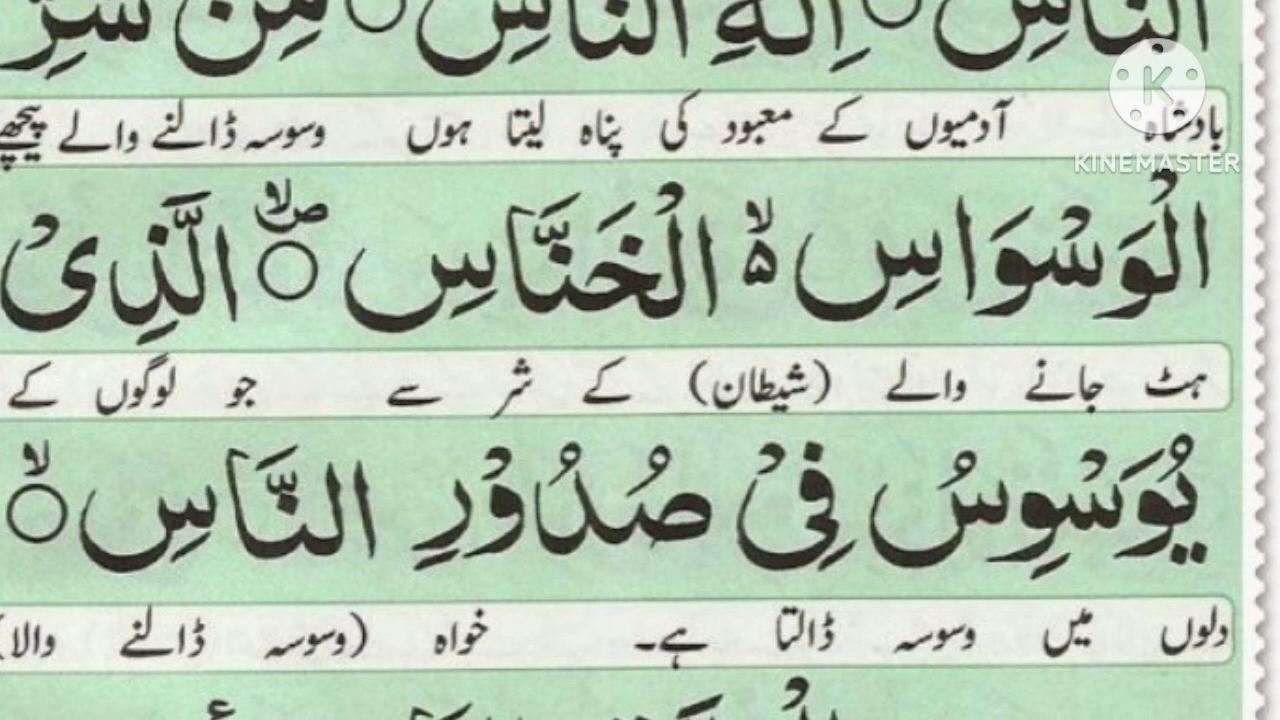 النَّاسِ ۙ اِلٰهِ النَّاسِ ۙ مِنْ شَرِّ
بادشاہ آدمیوں کے معبود کی پناہ لیتا ہوں وسوسہ ڈالنے والے پیچھے
KINEMASTER
الْوَسْوَاسِ ۙ۬ الْخَنَّاسِ ۪ۙ الَّذِیْ
ہٹ جانے والے (شیطان) کے شر سے جو لوگوں کے
یُوَسْوِسُ فِیْ صُدُوْرِ النَّاسِ ۙ
دلوں میں وسوسہ ڈالتا ہے۔ خواہ (وسوسہ ڈالنے والا)